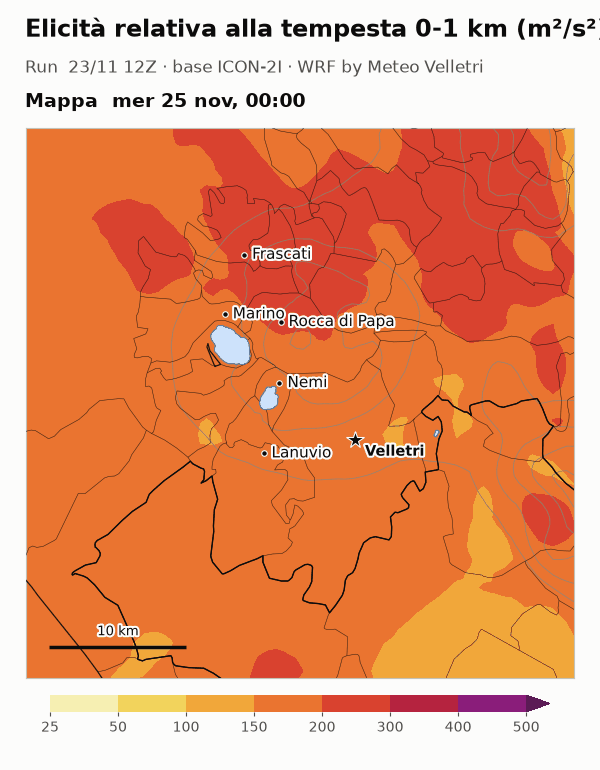 Elicità relativa alla tempesta 0-1 km (m²/s²)
Run  23/11 12Z · base ICON-2I · WRF by Meteo Velletri
Mappa  mer 25 nov, 00:00
Frascati
Marino
Rocca di Papa
Nemi
Velletri
Lanuvio
10 km
25 50 100 150 200 300 400 500